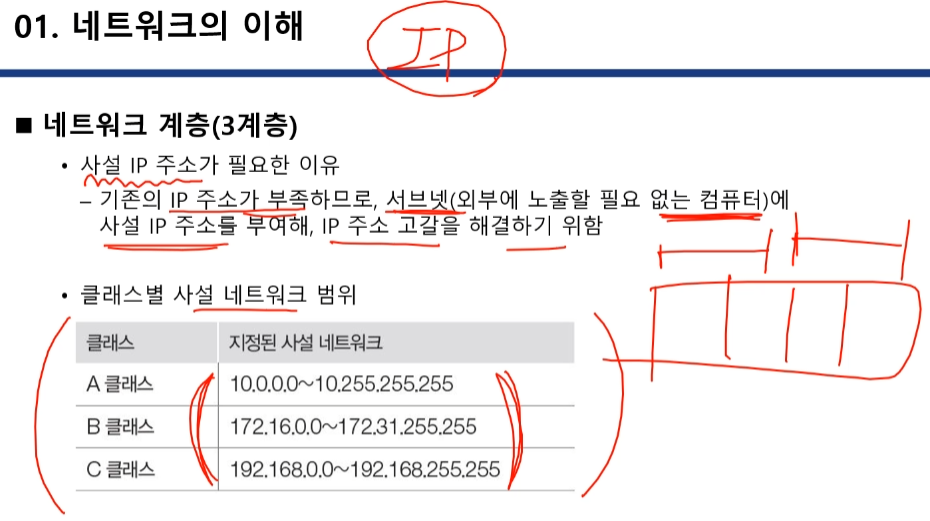 01. 네트워크의 이해
IP
■ 네트워크 계층(3계층)
• 사설 IP 주소가 필요한 이유
– 기존의 IP 주소가 부족하므로, 서브넷(외부에 노출할 필요 없는 컴퓨터)에
사설 IP 주소를 부여해, IP 주소 고갈을 해결하기 위함
• 클래스별 사설 네트워크 범위
클래스 지정된 사설 네트워크
A 클래스 10.0.0.0~10.255.255.255
B 클래스 172.16.0.0~172.31.255.255
C 클래스 192.168.0.0~192.168.255.255